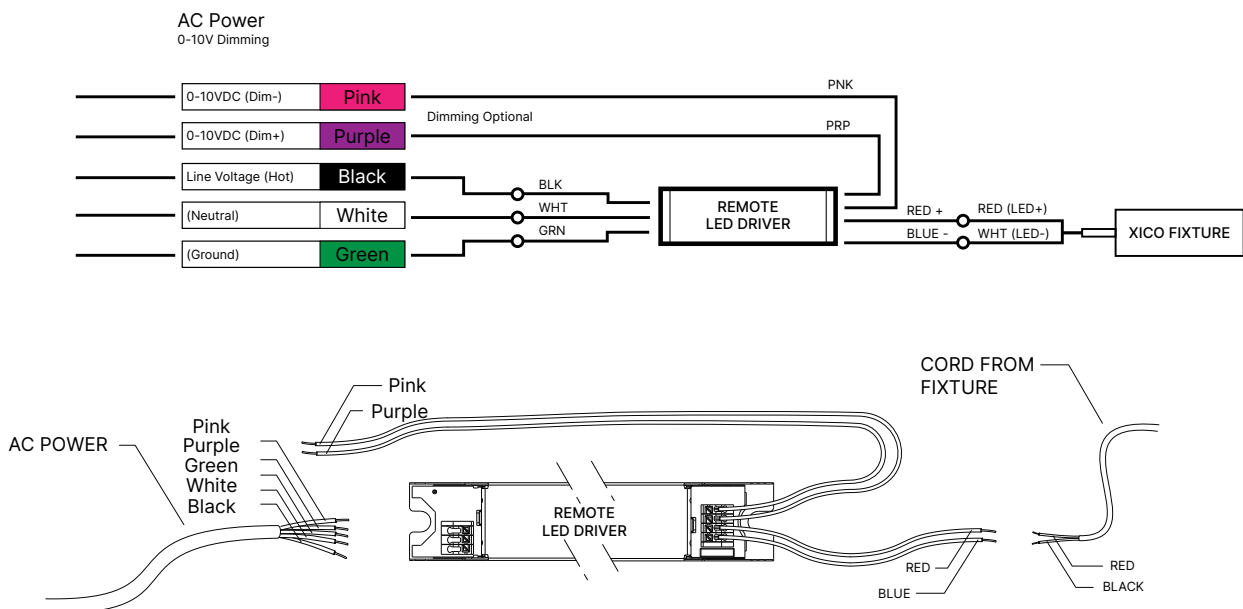 AC Power
0-10V Dimming
0-10VDC (Dim-) Pink
PNK
Dimming Optional
0-10VDC (Dim+) Purple
PRP
Line Voltage (Hot) Black
BLK
(Neutral) White
WHT
(Ground) Green
GRN
REMOTE
LED DRIVER
RED + RED (LED+)
BLUE - WHT (LED-)
XICO FIXTURE
CORD FROM
FIXTURE
Pink
Purple
AC POWER
Pink
Purple
Green
White
Black
REMOTE
LED DRIVER
RED
BLUE
RED
BLACK